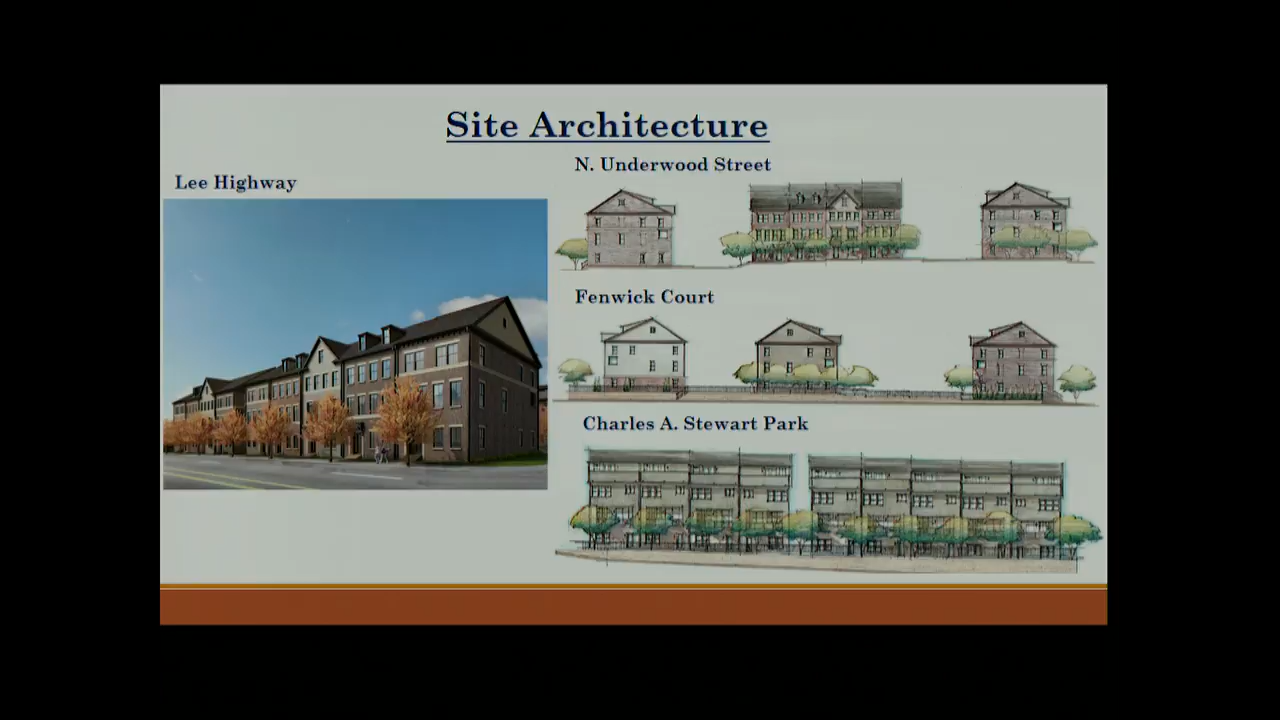 Site Architecture
N. Underwood Street
Lee Highway
Fenwick Court
Charles A. Stewart Park